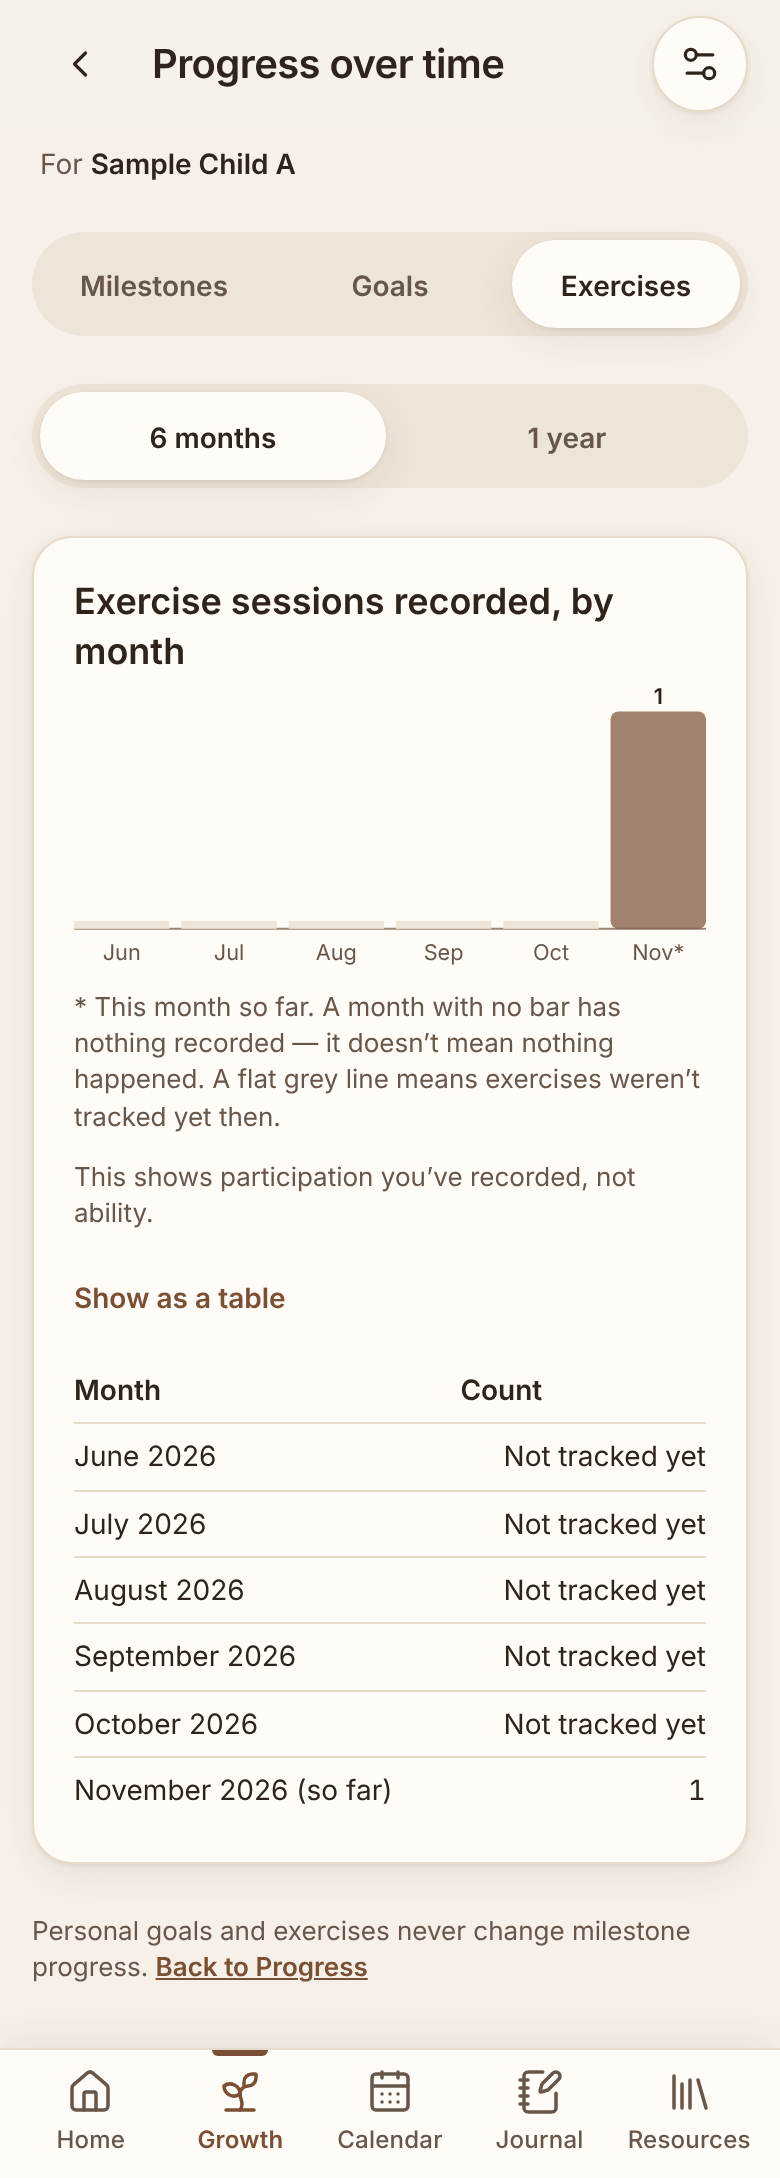 Progress over time
For Sample Child A
Milestones Goals Exercises
6 months 1 year
Exercise sessions recorded, by
month
1
Jun Jul Aug Sep Oct Nov*
* This month so far. A month with no bar has
nothing recorded — it doesn’t mean nothing
happened. A flat grey line means exercises weren’t
tracked yet then.
This shows participation you’ve recorded, not
ability.
Show as a table
Month Count
June 2026 Not tracked yet
July 2026 Not tracked yet
August 2026 Not tracked yet
September 2026 Not tracked yet
October 2026 Not tracked yet
November 2026 (so far) 1
Personal goals and exercises never change milestone
progress. Back to Progress
Home Growth Calendar Journal Resources